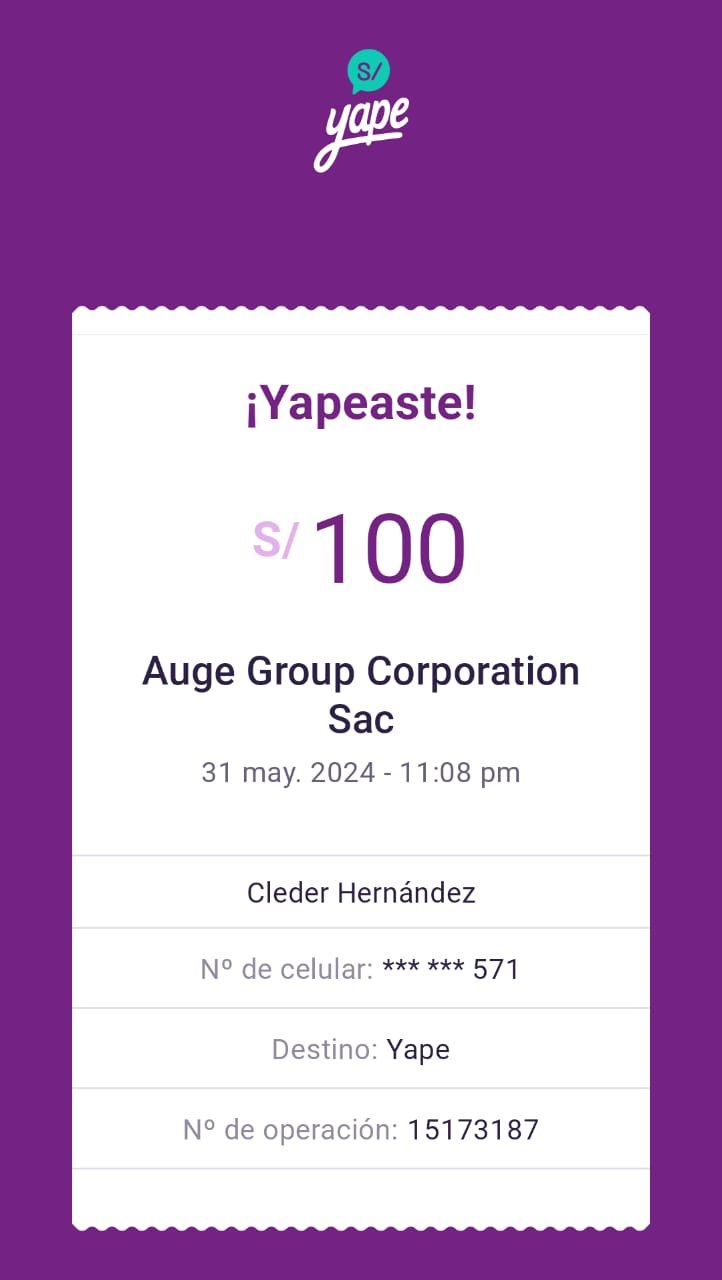 S/
yape
¡Yapeaste!
S/ 100
Auge Group Corporation
Sac
31 may. 2024 - 11:08 pm
Cleder Hernández
Nº de celular: *** *** 571
Destino: Yape
Nº de operación: 15173187